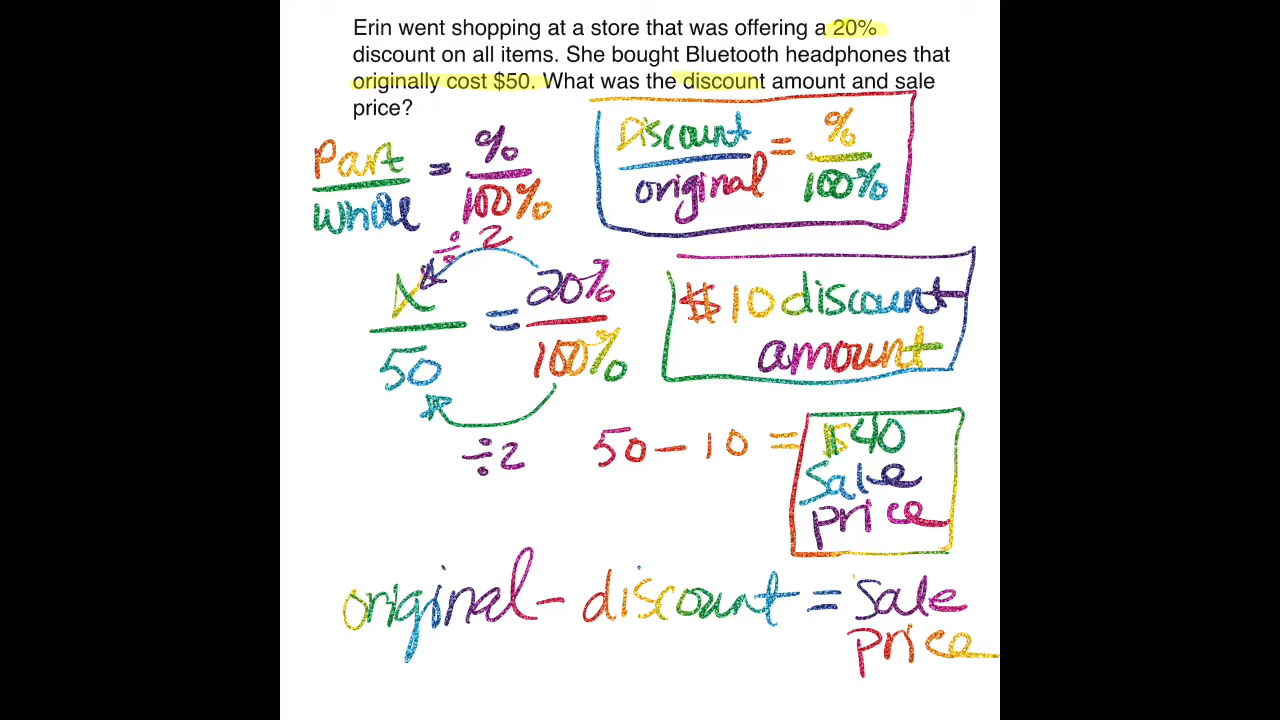 Erin went shopping at a store that was offering a 20%
discount on all items. She bought Bluetooth headphones that
originally cost $50. What was the discount amount and sale
price?
Part = %
whole 100%
Discount = %
original 100%
÷ 2
x = 20%
50 100%
÷2
$10 discount
amount
50 - 10 = $40
Sale
price
original - discount = Sale
price